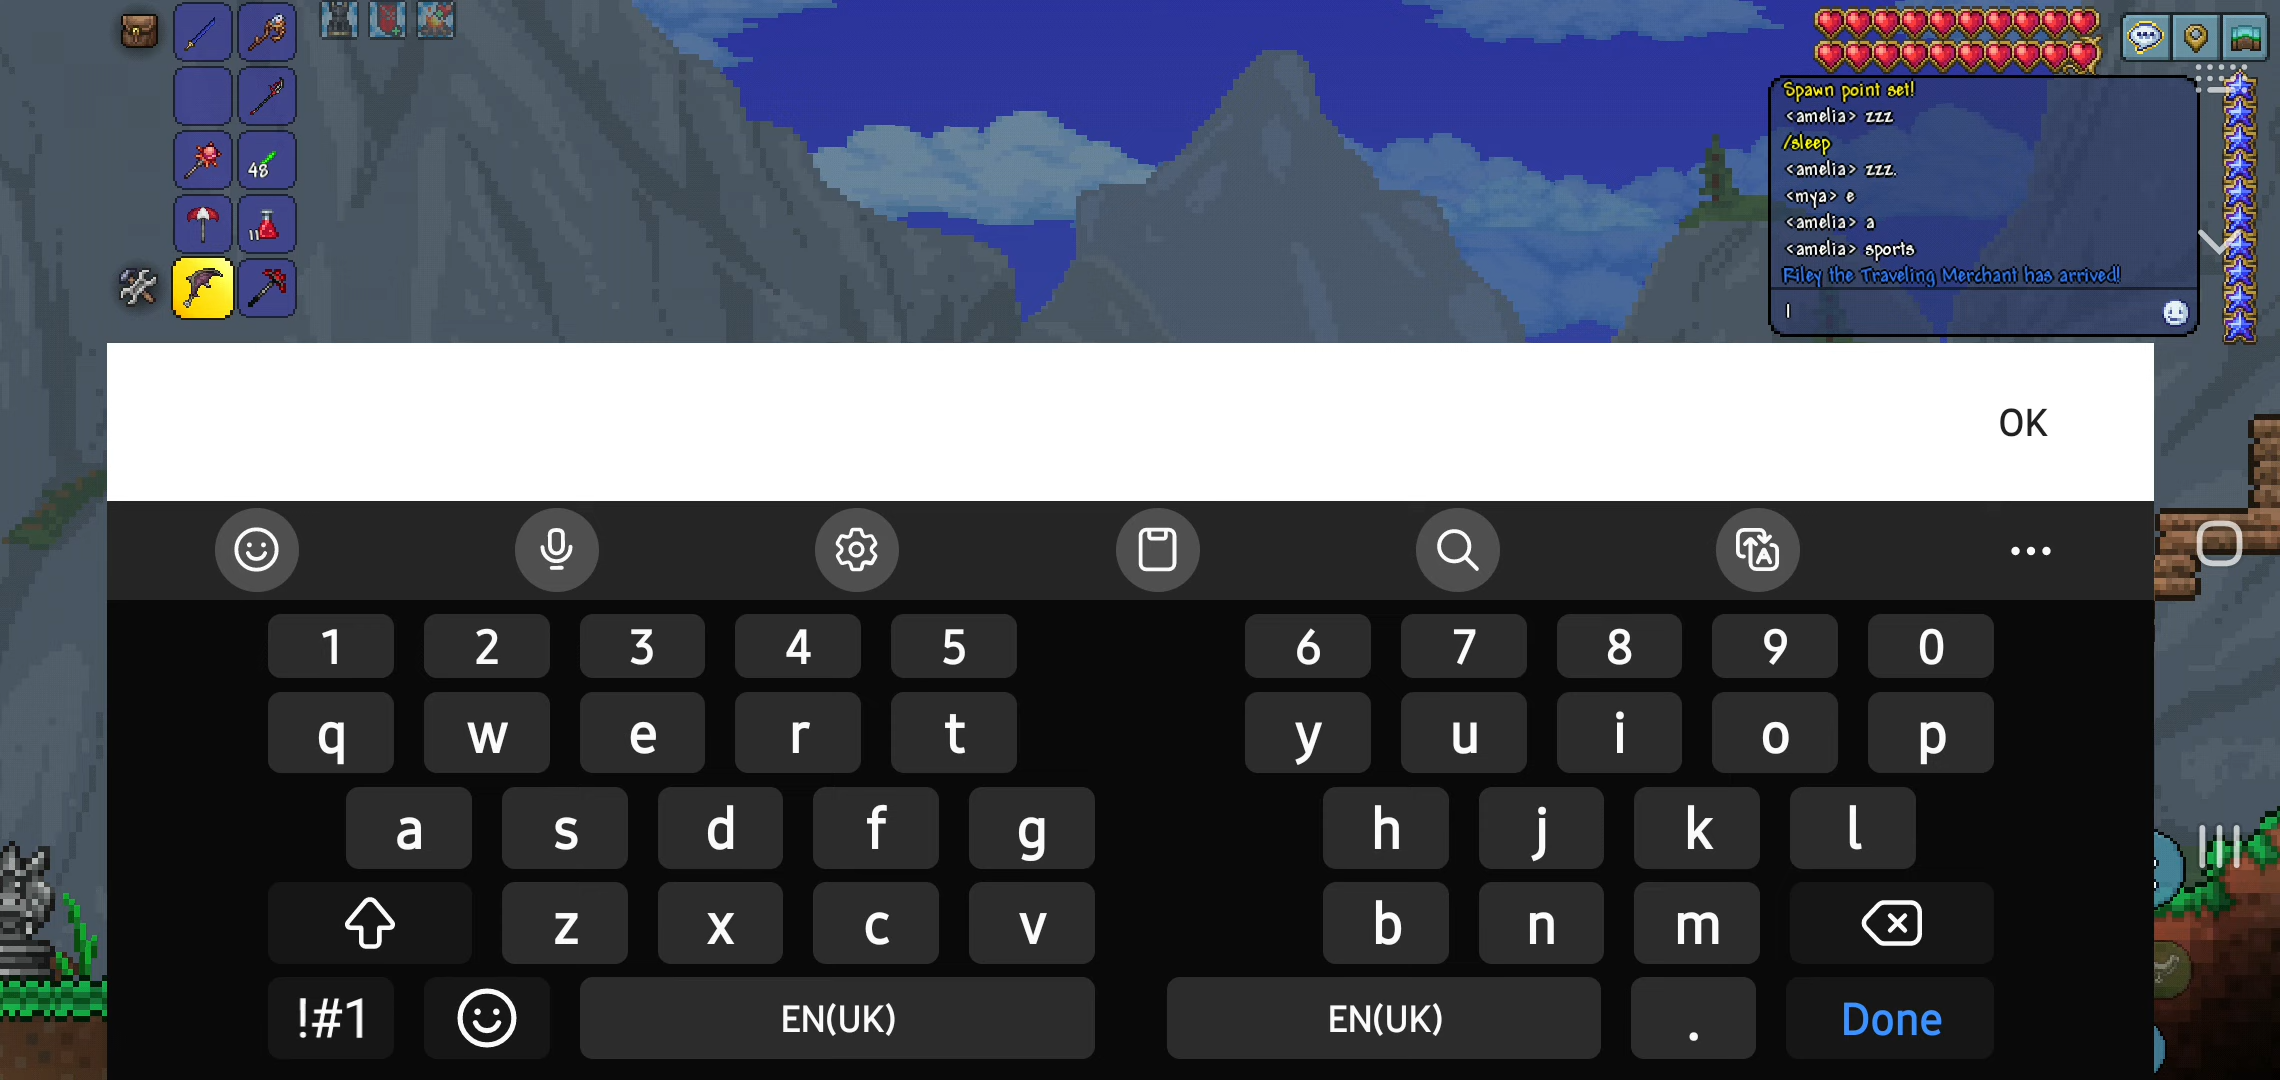 Spawn point set!
<amelia> zzz
/sleep
<amelia> zzz.
<mya> e
<amelia> a
<amelia> sports
Riley the Traveling Merchant has arrived!
48
11
OK
1 2 3 4 5 6 7 8 9 0
q w e r t y u i o p
a s d f g h j k l
z x c v b n m
!#1 EN(UK) EN(UK) . Done